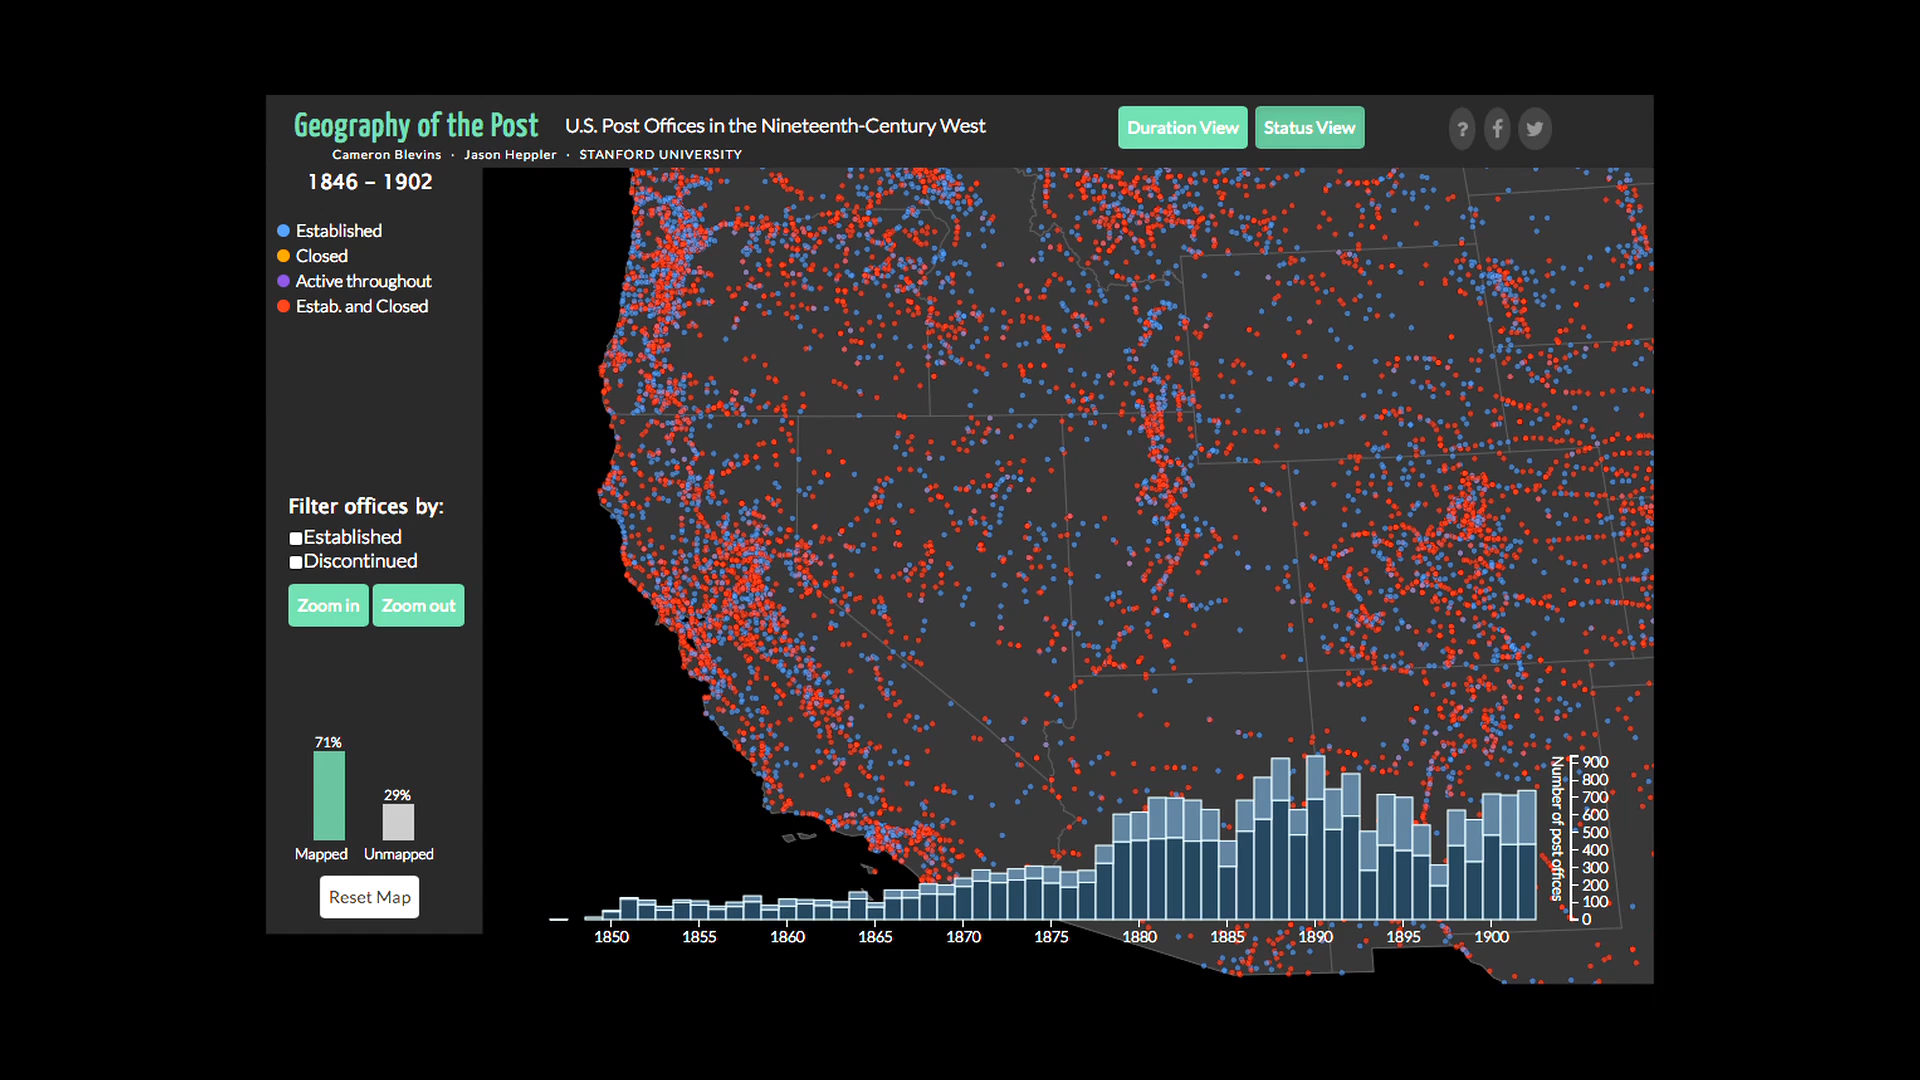 Geography of the Post
U.S. Post Offices in the Nineteenth-Century West
Duration View
Status View
?
f
Cameron Blevins · Jason Heppler · STANFORD UNIVERSITY
1846 – 1902
Established
Closed
Active throughout
Estab. and Closed
Filter offices by:
Established
Discontinued
Zoom in
Zoom out
71%
29%
Mapped
Unmapped
Reset Map
Number of post offices
900
800
700
600
500
400
300
200
100
0
1850
1855
1860
1865
1870
1875
1880
1885
1890
1895
1900